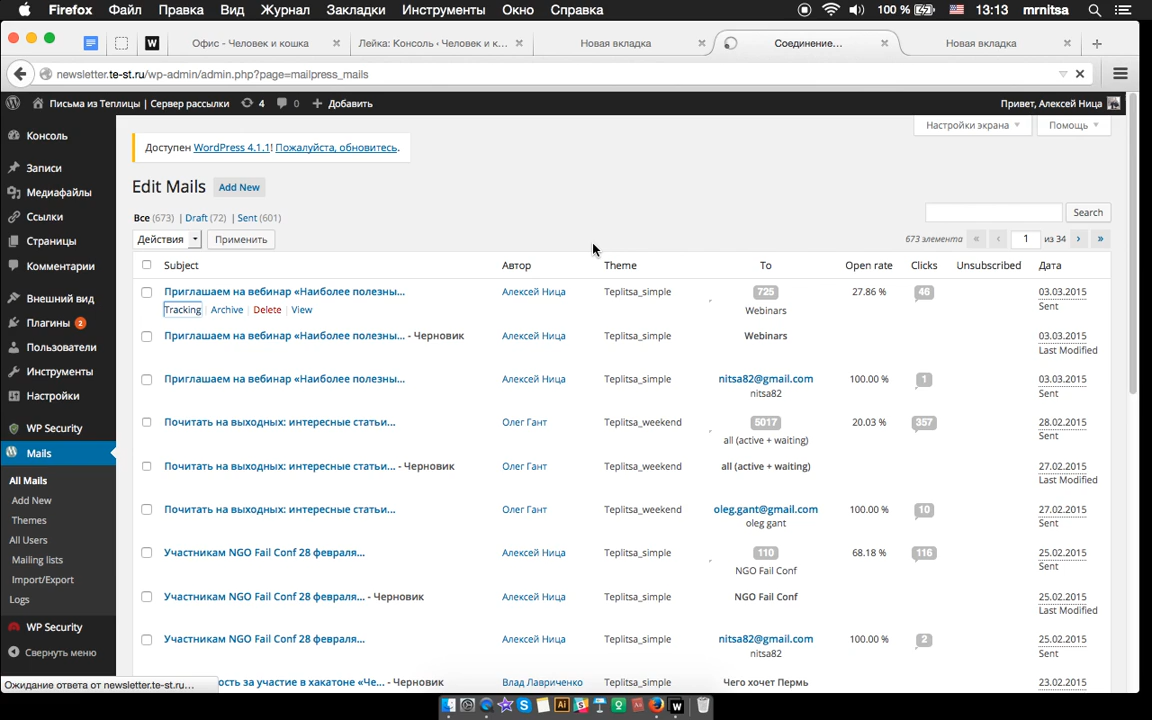 Firefox Файл Правка Вид Журнал Закладки Инструменты Окно Справка 100 % 13:13 mrnitsa
Офис - Человек и кошка Лейка: Консоль ‹ Человек и к... Новая вкладка Соединение... Новая вкладка
newsletter.te-st.ru/wp-admin/admin.php?page=mailpress_mails
Письма из Теплицы | Сервер рассылки 4 0 Добавить Привет, Алексей Ница
Настройки экрана Помощь
Консоль
Записи
Медиафайлы
Ссылки
Страницы
Комментарии
Внешний вид
Плагины 2
Пользователи
Инструменты
Настройки
WP Security
Mails
All Mails
Add New
Themes
All Users
Mailing lists
Import/Export
Logs
WP Security
Свернуть меню
Доступен WordPress 4.1.1! Пожалуйста, обновитесь.
Edit Mails Add New
Все (673) | Draft (72) | Sent (601) Search
Действия Применить 673 элемента « ‹ 1 из 34 › »
Subject Автор Theme To Open rate Clicks Unsubscribed Дата
Приглашаем на вебинар «Наиболее полезны... Алексей Ница Teplitsa_simple 725 27.86 % 46 03.03.2015
Tracking | Archive | Delete | View Webinars Sent
Приглашаем на вебинар «Наиболее полезны... - Черновик Алексей Ница Teplitsa_simple Webinars 03.03.2015
Last Modified
Приглашаем на вебинар «Наиболее полезны... Алексей Ница Teplitsa_simple nitsa82@gmail.com 100.00 % 1 03.03.2015
nitsa82 Sent
Почитать на выходных: интересные статьи... Олег Гант Teplitsa_weekend 5017 20.03 % 357 28.02.2015
all (active + waiting) Sent
Почитать на выходных: интересные статьи... - Черновик Олег Гант Teplitsa_weekend all (active + waiting) 27.02.2015
Last Modified
Почитать на выходных: интересные статьи... Олег Гант Teplitsa_weekend oleg.gant@gmail.com 100.00 % 10 27.02.2015
oleg gant Sent
Участникам NGO Fail Conf 28 февраля... Алексей Ница Teplitsa_simple 110 68.18 % 116 25.02.2015
NGO Fail Conf Sent
Участникам NGO Fail Conf 28 февраля... - Черновик Алексей Ница Teplitsa_simple NGO Fail Conf 25.02.2015
Last Modified
Участникам NGO Fail Conf 28 февраля... Алексей Ница Teplitsa_simple nitsa82@gmail.com 100.00 % 2 25.02.2015
nitsa82 Sent
ость за участие в хакатоне «Че... - Черновик Влад Лавриченко Teplitsa_simple Чего хочет Пермь 23.02.2015
Ожидание ответа от newsletter.te-st.ru...